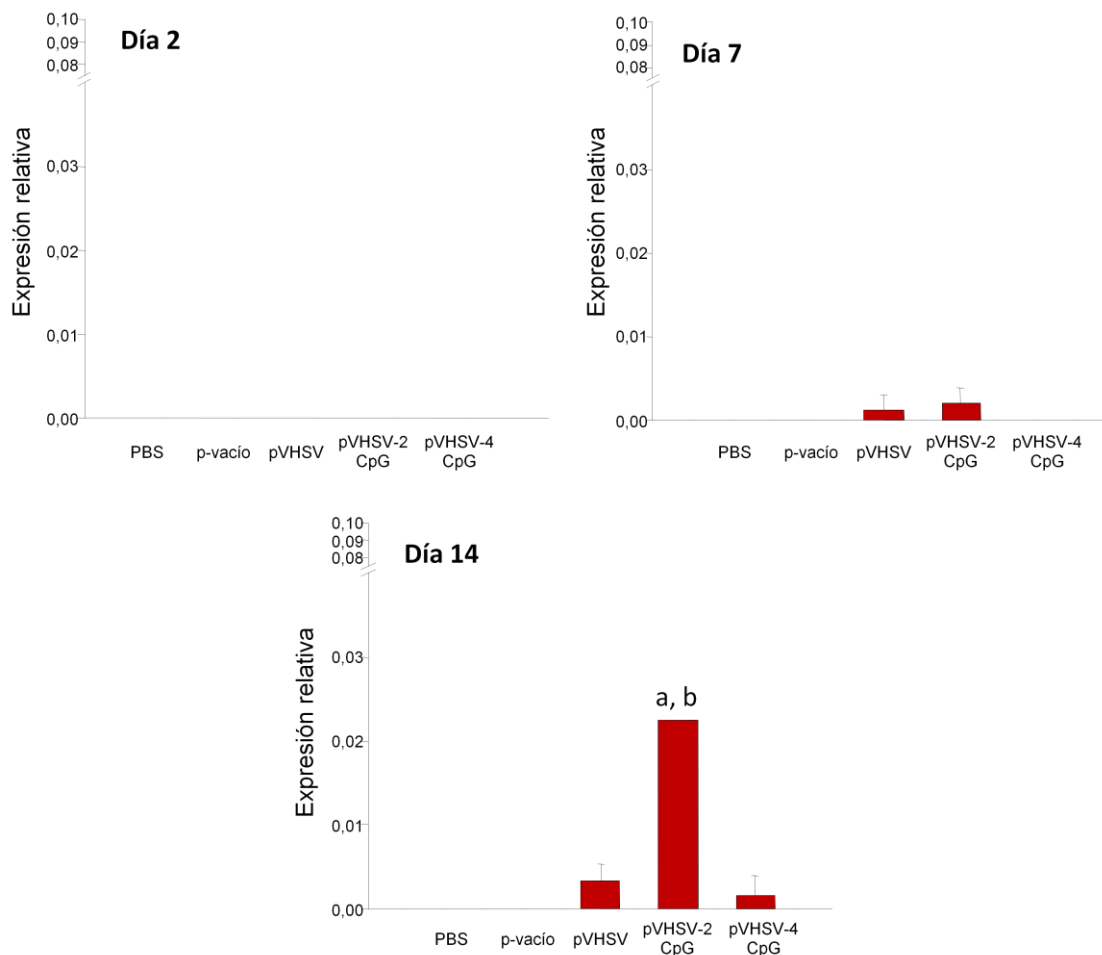 Día 2
Expresión relativa
0,10
0,09
0,08
0,03
0,02
0,01
0,00
PBS
p-vacío
pVHSV
pVHSV-2
CpG
pVHSV-4
CpG
Día 7
Expresión relativa
0,10
0,09
0,08
0,03
0,02
0,01
0,00
PBS
p-vacío
pVHSV
pVHSV-2
CpG
pVHSV-4
CpG
Día 14
Expresión relativa
0,10
0,09
0,08
0,03
0,02
0,01
0,00
a, b
PBS
p-vacío
pVHSV
pVHSV-2
CpG
pVHSV-4
CpG